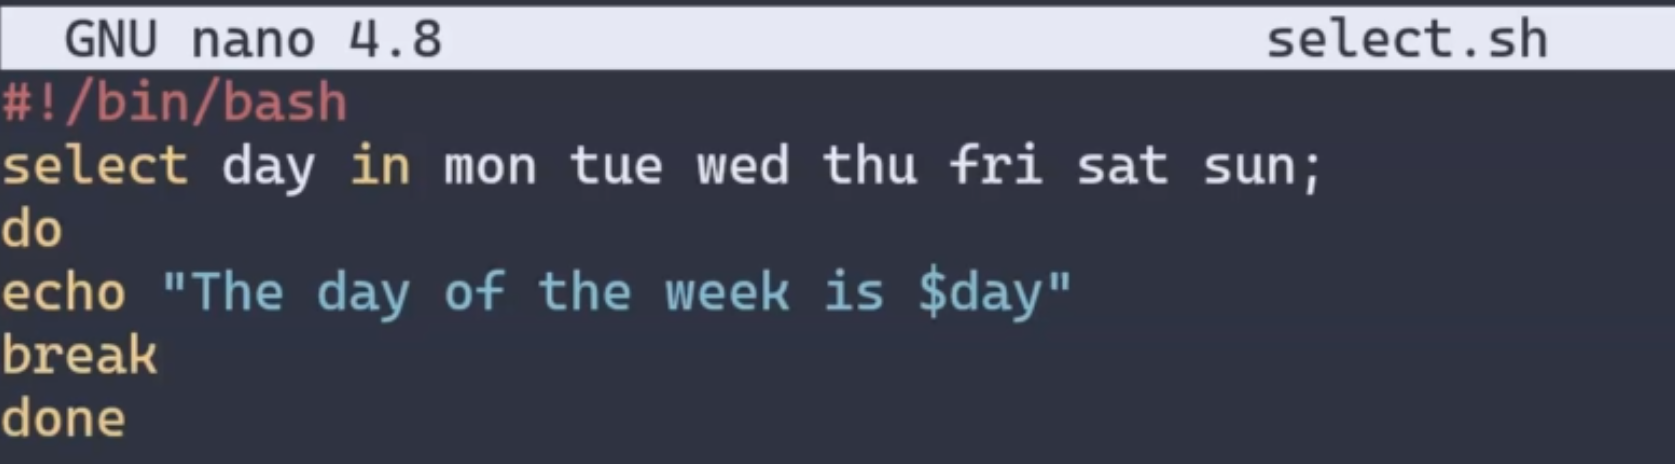 GNU nano 4.8 select.sh
#!/bin/bash
select day in mon tue wed thu fri sat sun;
do
echo "The day of the week is $day"
break
done